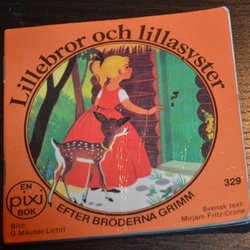 Lillebror och lillasyster
329
EN
pixi
BOK
EFTER BRÖDERNA GRIMM
Bild:
G Mauser-Lichtl
Svensk text:
Mirjam Fritz-Crone